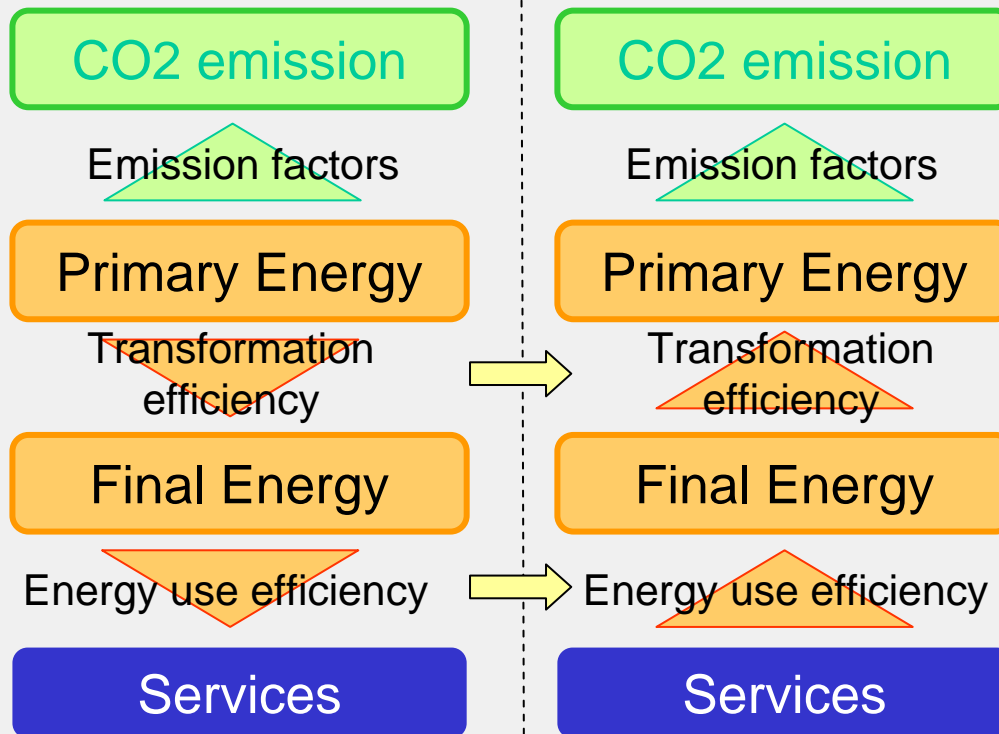 CO2 emission
Emission factors
Primary Energy
Transformation
efficiency
Final Energy
Energy use efficiency
Services
CO2 emission
Emission factors
Primary Energy
Transformation
efficiency
Final Energy
Energy use efficiency
Services